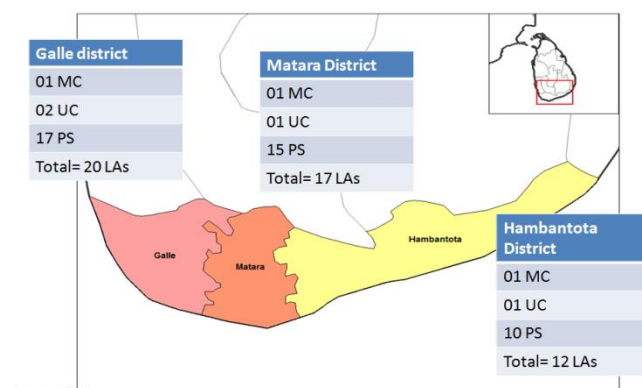 Galle district
01 MC
02 UC
17 PS
Total= 20 LAs
Matara District
01 MC
01 UC
15 PS
Total= 17 LAs
Hambantota
District
01 MC
01 UC
10 PS
Total= 12 LAs
Galle
Matara
Hambantota